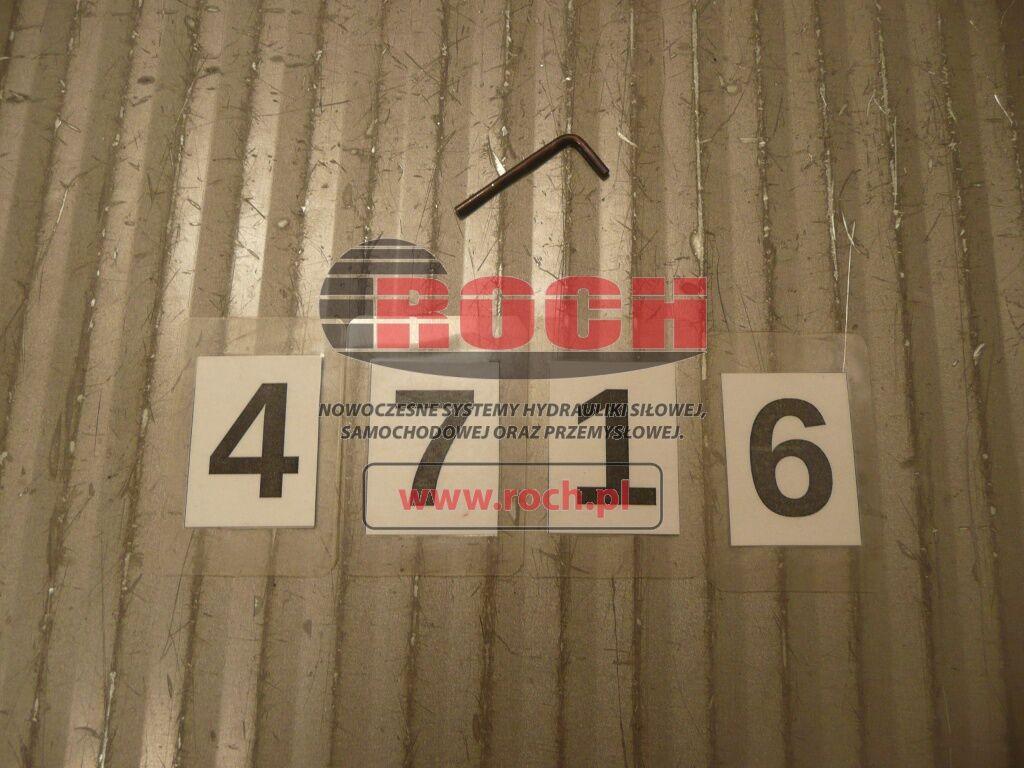 ROCH
4 7 1 6
NOWOCZESNE SYSTEMY HYDRAULIKI SIŁOWEJ,
SAMOCHODOWEJ ORAZ PRZEMYSŁOWEJ.
www.roch.pl